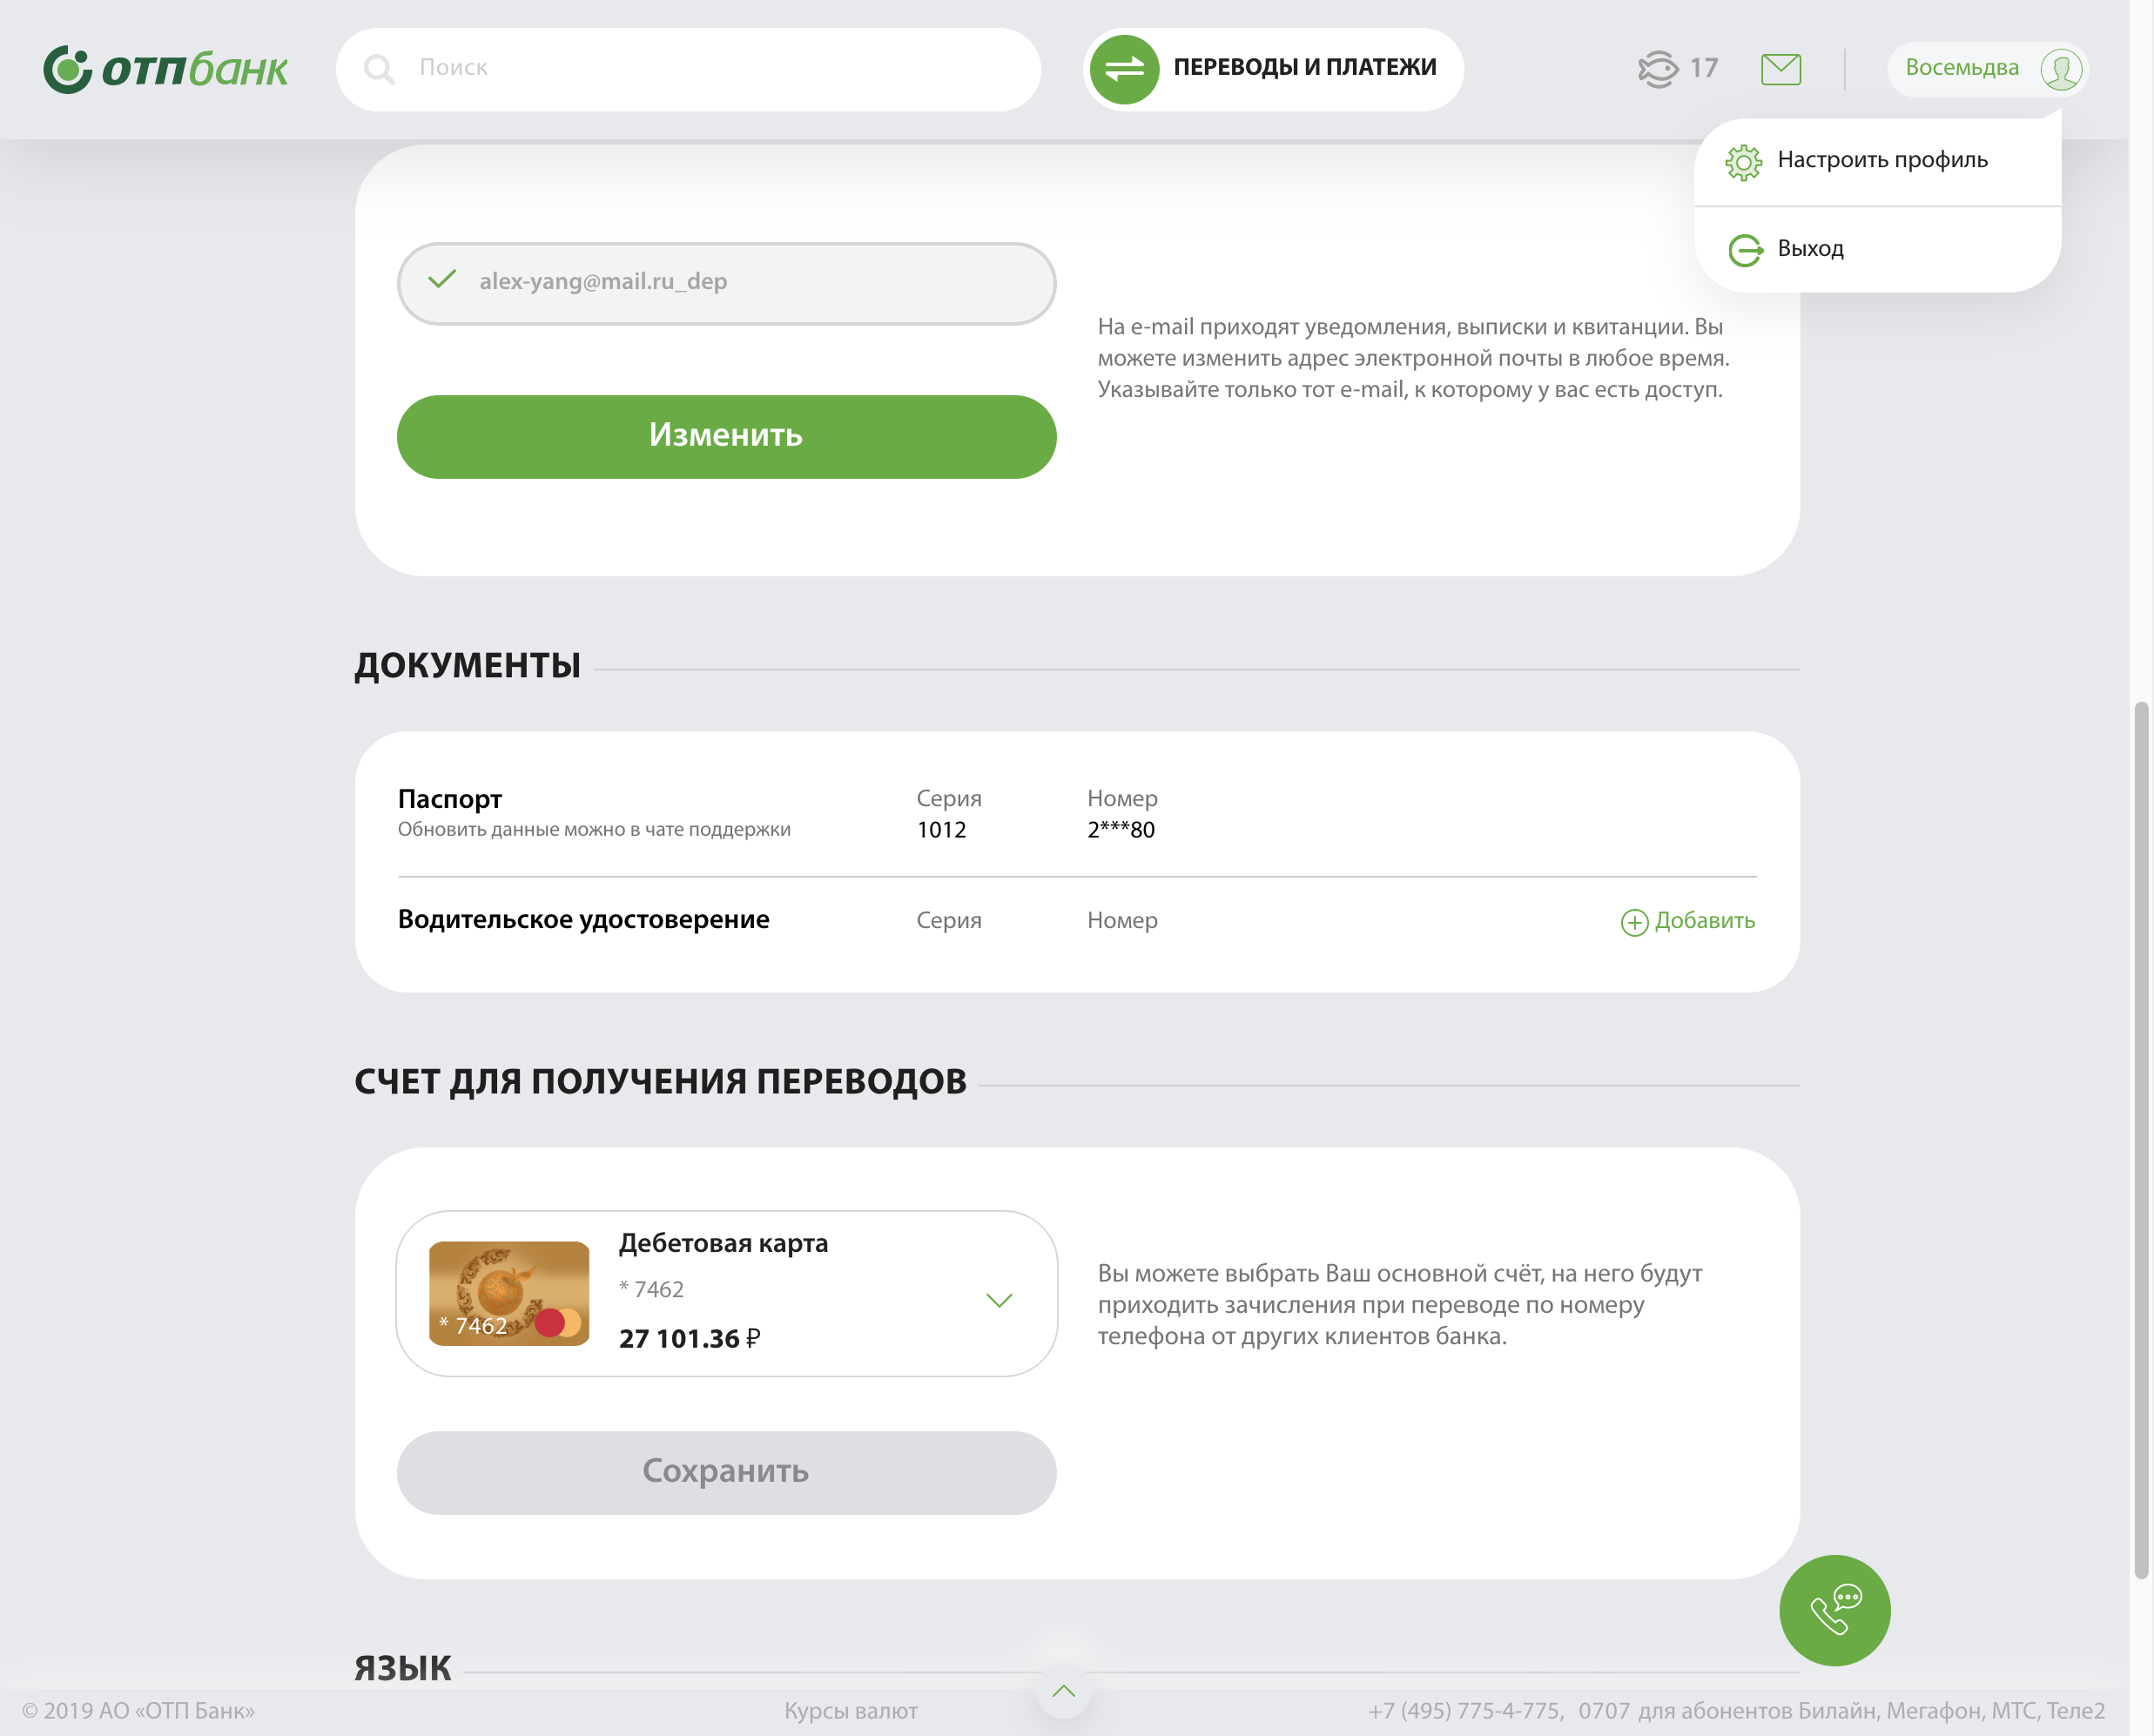 ОТПбанк
Поиск
ПЕРЕВОДЫ И ПЛАТЕЖИ
17
Восемьдва
Настроить профиль
Выход
alex-yang@mail.ru_dep
Изменить
На e-mail приходят уведомления, выписки и квитанции. Вы
можете изменить адрес электронной почты в любое время.
Указывайте только тот e-mail, к которому у вас есть доступ.
ДОКУМЕНТЫ
Паспорт Серия Номер
Обновить данные можно в чате поддержки 1012 2***80
Водительское удостоверение Серия Номер Добавить
СЧЕТ ДЛЯ ПОЛУЧЕНИЯ ПЕРЕВОДОВ
Дебетовая карта
* 7462
27 101.36 ₽
* 7462
Вы можете выбрать Ваш основной счёт, на него будут
приходить зачисления при переводе по номеру
телефона от других клиентов банка.
Сохранить
ЯЗЫК
© 2019 АО «ОТП Банк» Курсы валют +7 (495) 775-4-775, 0707 для абонентов Билайн, Мегафон, МТС, Теле2